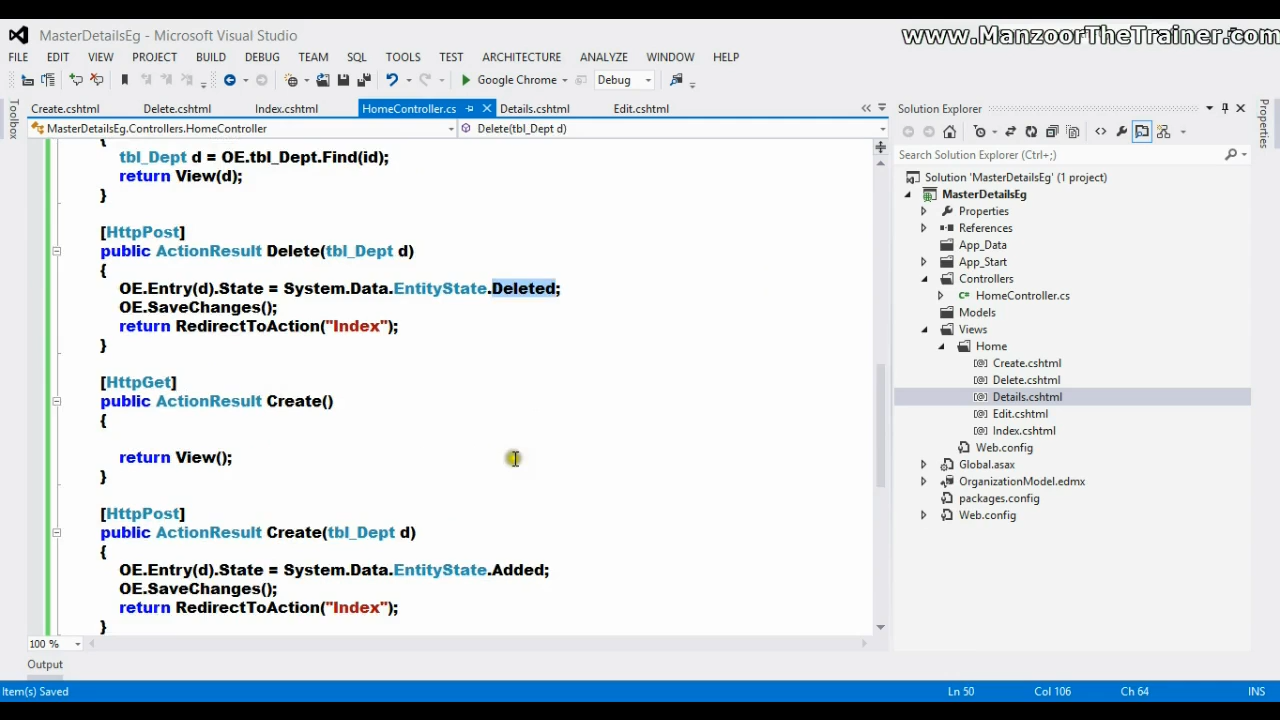 www.ManzoorTheTrainer.com
MasterDetailsEg - Microsoft Visual Studio
FILE EDIT VIEW PROJECT BUILD DEBUG TEAM SQL TOOLS TEST ARCHITECTURE ANALYZE WINDOW HELP
Google Chrome Debug
Create.cshtml Delete.cshtml Index.cshtml HomeController.cs Details.cshtml Edit.cshtml
MasterDetailsEg.Controllers.HomeController Delete(tbl_Dept d)
{
tbl_Dept d = OE.tbl_Dept.Find(id);
return View(d);
}
[HttpPost]
public ActionResult Delete(tbl_Dept d)
{
OE.Entry(d).State = System.Data.EntityState.Deleted;
OE.SaveChanges();
return RedirectToAction("Index");
}
[HttpGet]
public ActionResult Create()
{
return View();
}
[HttpPost]
public ActionResult Create(tbl_Dept d)
{
OE.Entry(d).State = System.Data.EntityState.Added;
OE.SaveChanges();
return RedirectToAction("Index");
}
100 %
Output
Toolbox
Solution Explorer
Search Solution Explorer (Ctrl+;)
Solution 'MasterDetailsEg' (1 project)
MasterDetailsEg
Properties
References
App_Data
App_Start
Controllers
HomeController.cs
Models
Views
Home
Create.cshtml
Delete.cshtml
Details.cshtml
Edit.cshtml
Index.cshtml
Web.config
Global.asax
OrganizationModel.edmx
packages.config
Web.config
Properties
Item(s) Saved Ln 50 Col 106 Ch 64 INS